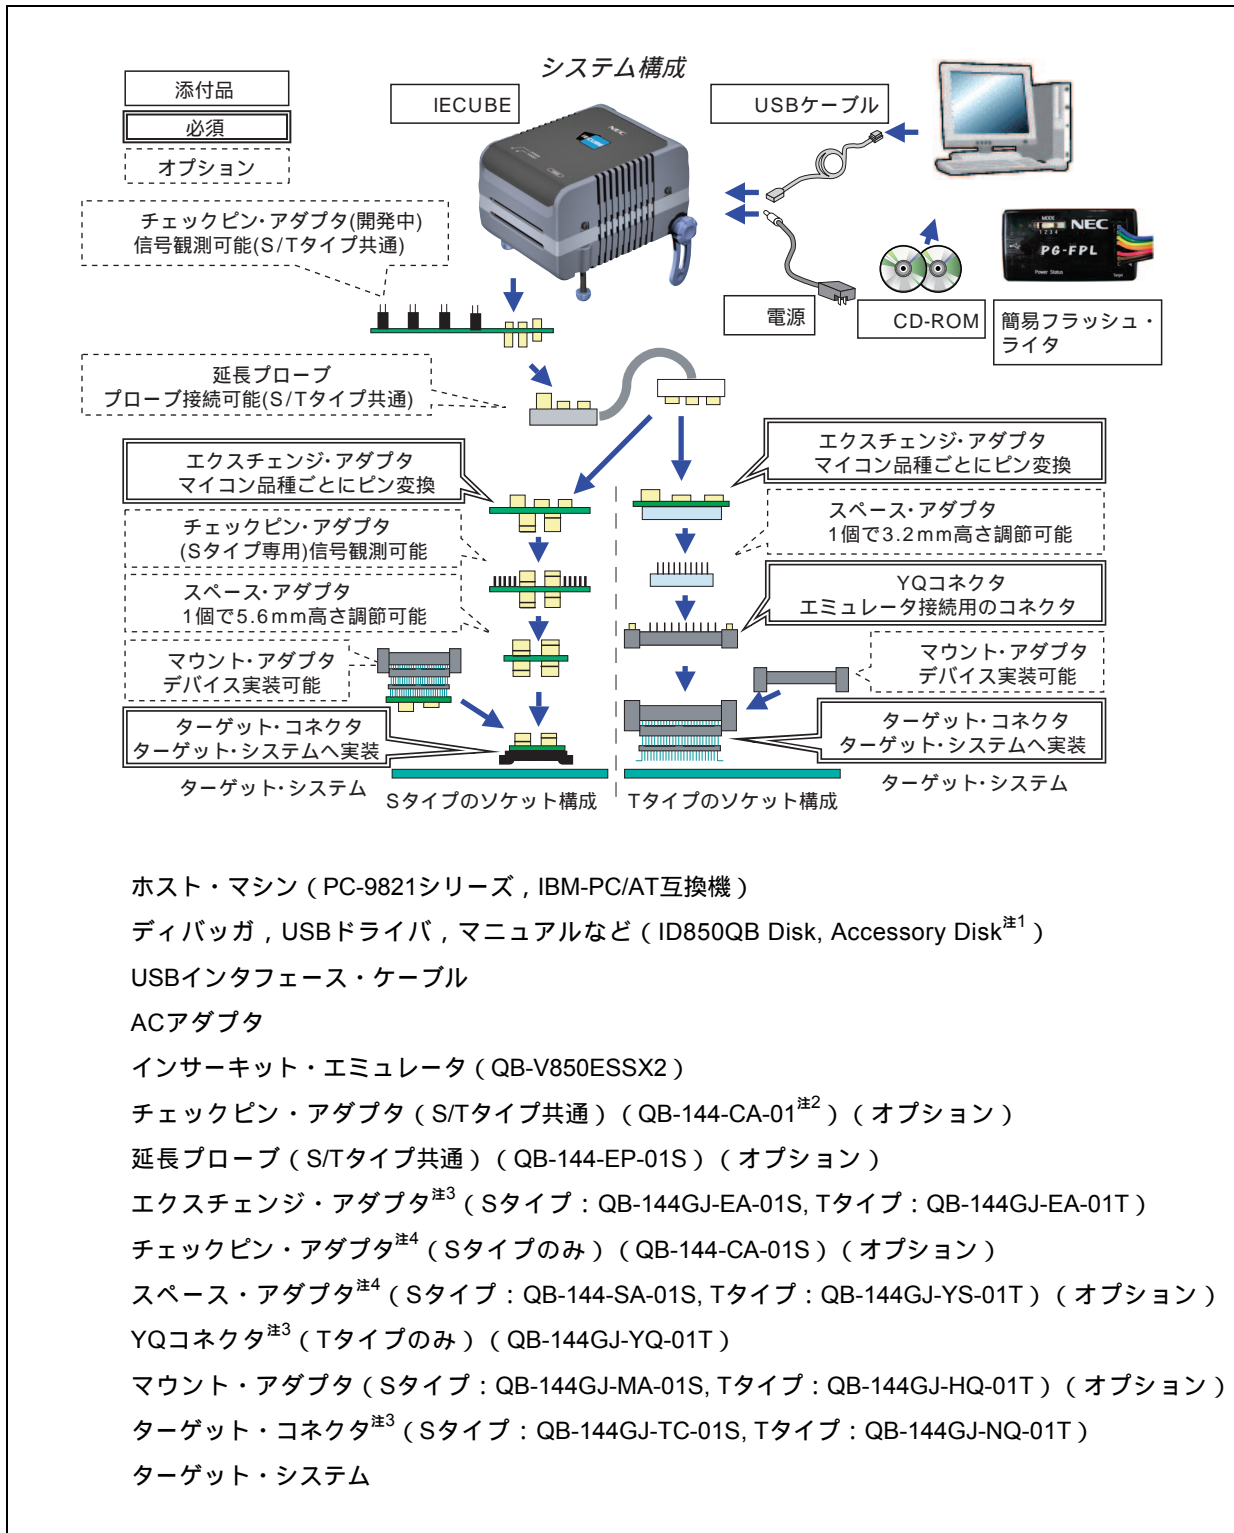 システム構成
添付品
必須
オプション
IECUBE
USBケーブル
NEC
チェックピン・アダプタ(開発中)
信号観測可能(S/Tタイプ共通)
MODE
1 2 3 4
NEC
PG-FPL
Power Status
Target
電源
CD-ROM
簡易フラッシュ・
ライタ
延長プローブ
プローブ接続可能(S/Tタイプ共通)
エクスチェンジ・アダプタ
マイコン品種ごとにピン変換
エクスチェンジ・アダプタ
マイコン品種ごとにピン変換
チェックピン・アダプタ
(Sタイプ専用)信号観測可能
スペース・アダプタ
1個で3.2mm高さ調節可能
スペース・アダプタ
1個で5.6mm高さ調節可能
YQコネクタ
エミュレータ接続用のコネクタ
マウント・アダプタ
デバイス実装可能
マウント・アダプタ
デバイス実装可能
ターゲット・コネクタ
ターゲット・システムへ実装
ターゲット・コネクタ
ターゲット・システムへ実装
ターゲット・システム
Sタイプのソケット構成
Tタイプのソケット構成
ターゲット・システム
ホスト・マシン（PC-9821シリーズ，IBM-PC/AT互換機）
ディバッガ，USBドライバ，マニュアルなど（ID850QB Disk, Accessory Disk注1）
USBインタフェース・ケーブル
ACアダプタ
インサーキット・エミュレータ（QB-V850ESSX2）
チェックピン・アダプタ（S/Tタイプ共通）（QB-144-CA-01注2）（オプション）
延長プローブ（S/Tタイプ共通）（QB-144-EP-01S）（オプション）
エクスチェンジ・アダプタ注3（Sタイプ：QB-144GJ-EA-01S, Tタイプ：QB-144GJ-EA-01T）
チェックピン・アダプタ注4（Sタイプのみ）（QB-144-CA-01S）（オプション）
スペース・アダプタ注4（Sタイプ：QB-144-SA-01S, Tタイプ：QB-144GJ-YS-01T）（オプション）
YQコネクタ注3（Tタイプのみ）（QB-144GJ-YQ-01T）
マウント・アダプタ（Sタイプ：QB-144GJ-MA-01S, Tタイプ：QB-144GJ-HQ-01T）（オプション）
ターゲット・コネクタ注3（Sタイプ：QB-144GJ-TC-01S, Tタイプ：QB-144GJ-NQ-01T）
ターゲット・システム